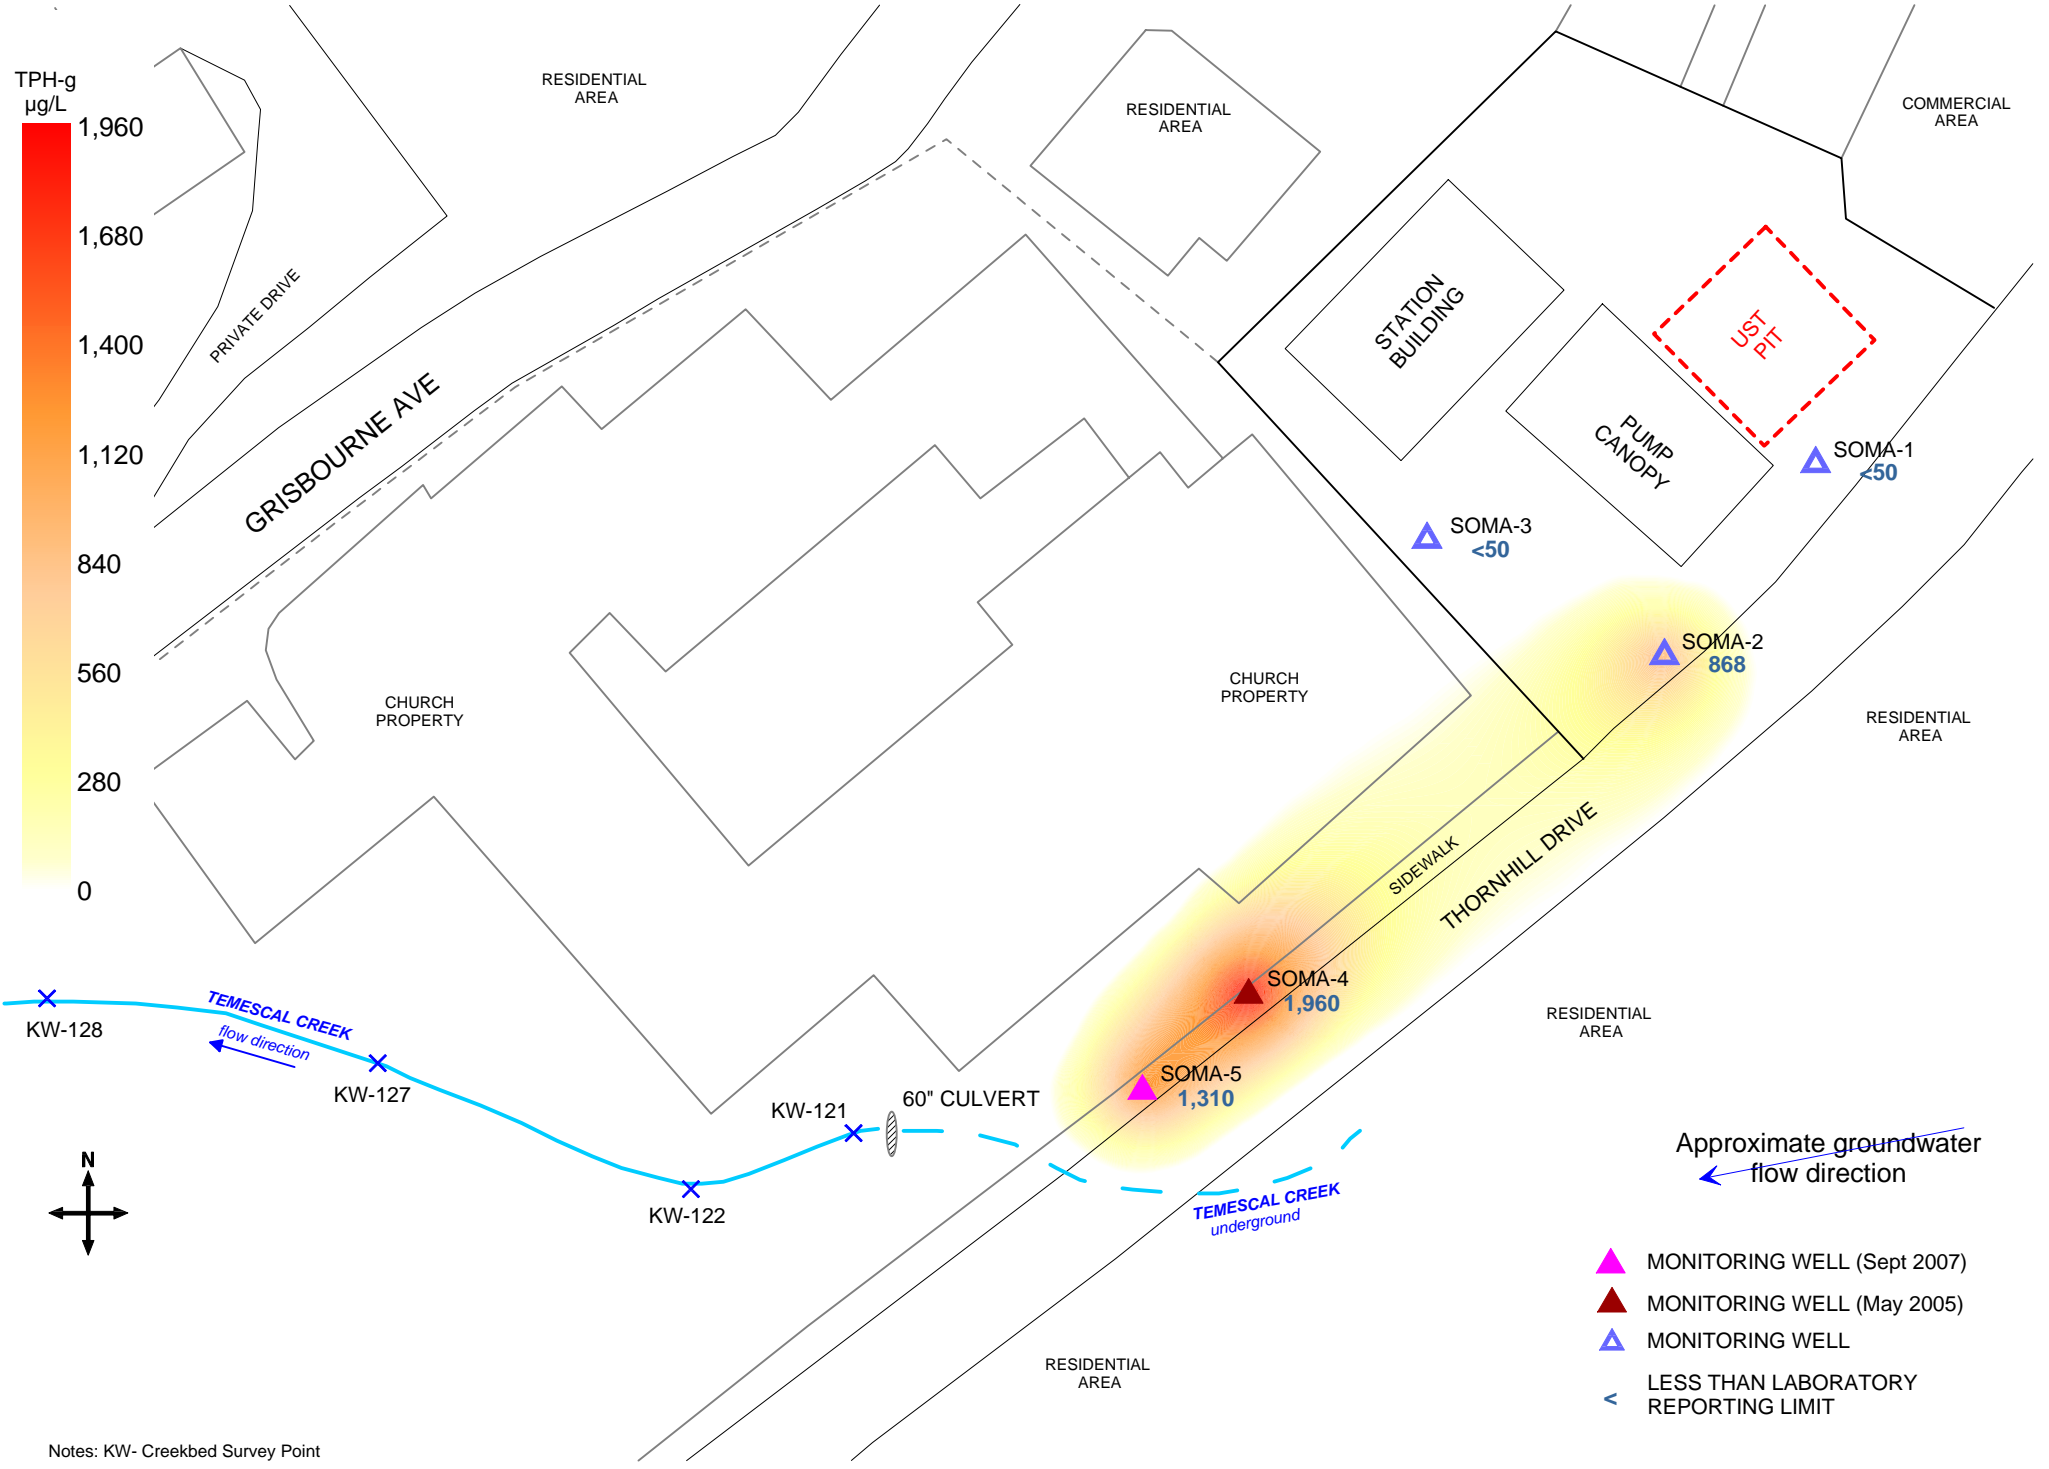 TPH-g
µg/L
1,960
1,680
1,400
1,120
840
560
280
0
RESIDENTIAL
AREA
RESIDENTIAL
AREA
COMMERCIAL
AREA
PRIVATE DRIVE
GRISBOURNE AVE
STATION
BUILDING
UST
PIT
PUMP
CANOPY
SOMA-1
<50
SOMA-3
<50
SOMA-2
868
CHURCH
PROPERTY
CHURCH
PROPERTY
RESIDENTIAL
AREA
SIDEWALK
THORNHILL DRIVE
SOMA-4
1,960
SOMA-5
1,310
RESIDENTIAL
AREA
TEMESCAL CREEK
flow direction
KW-128
KW-127
KW-121
60" CULVERT
KW-122
TEMESCAL CREEK
underground
N
Approximate groundwater
flow direction
MONITORING WELL (Sept 2007)
MONITORING WELL (May 2005)
MONITORING WELL
< LESS THAN LABORATORY
REPORTING LIMIT
RESIDENTIAL
AREA
Notes: KW- Creekbed Survey Point